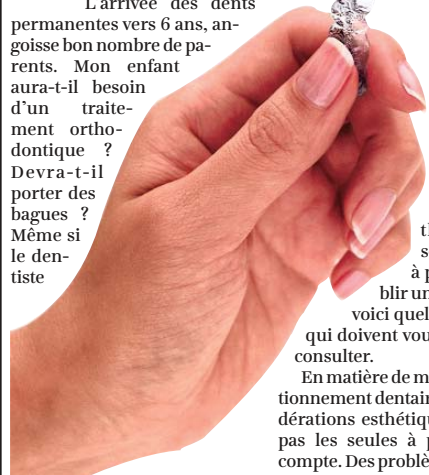 L'arrivée des dents
permanentes vers 6 ans, an-
goisse bon nombre de pa-
rents. Mon enfant
aura-t-il besoin
d'un traite-
ment ortho-
dontique ?
Devra-t-il
porter des
bagues ?
Même si
le den-
tiste
à p
blir un
voici quel
qui doivent vou
consulter.
En matière de m
tionnement dentair
dérations esthétiqu
pas les seules à p
compte. Des problè